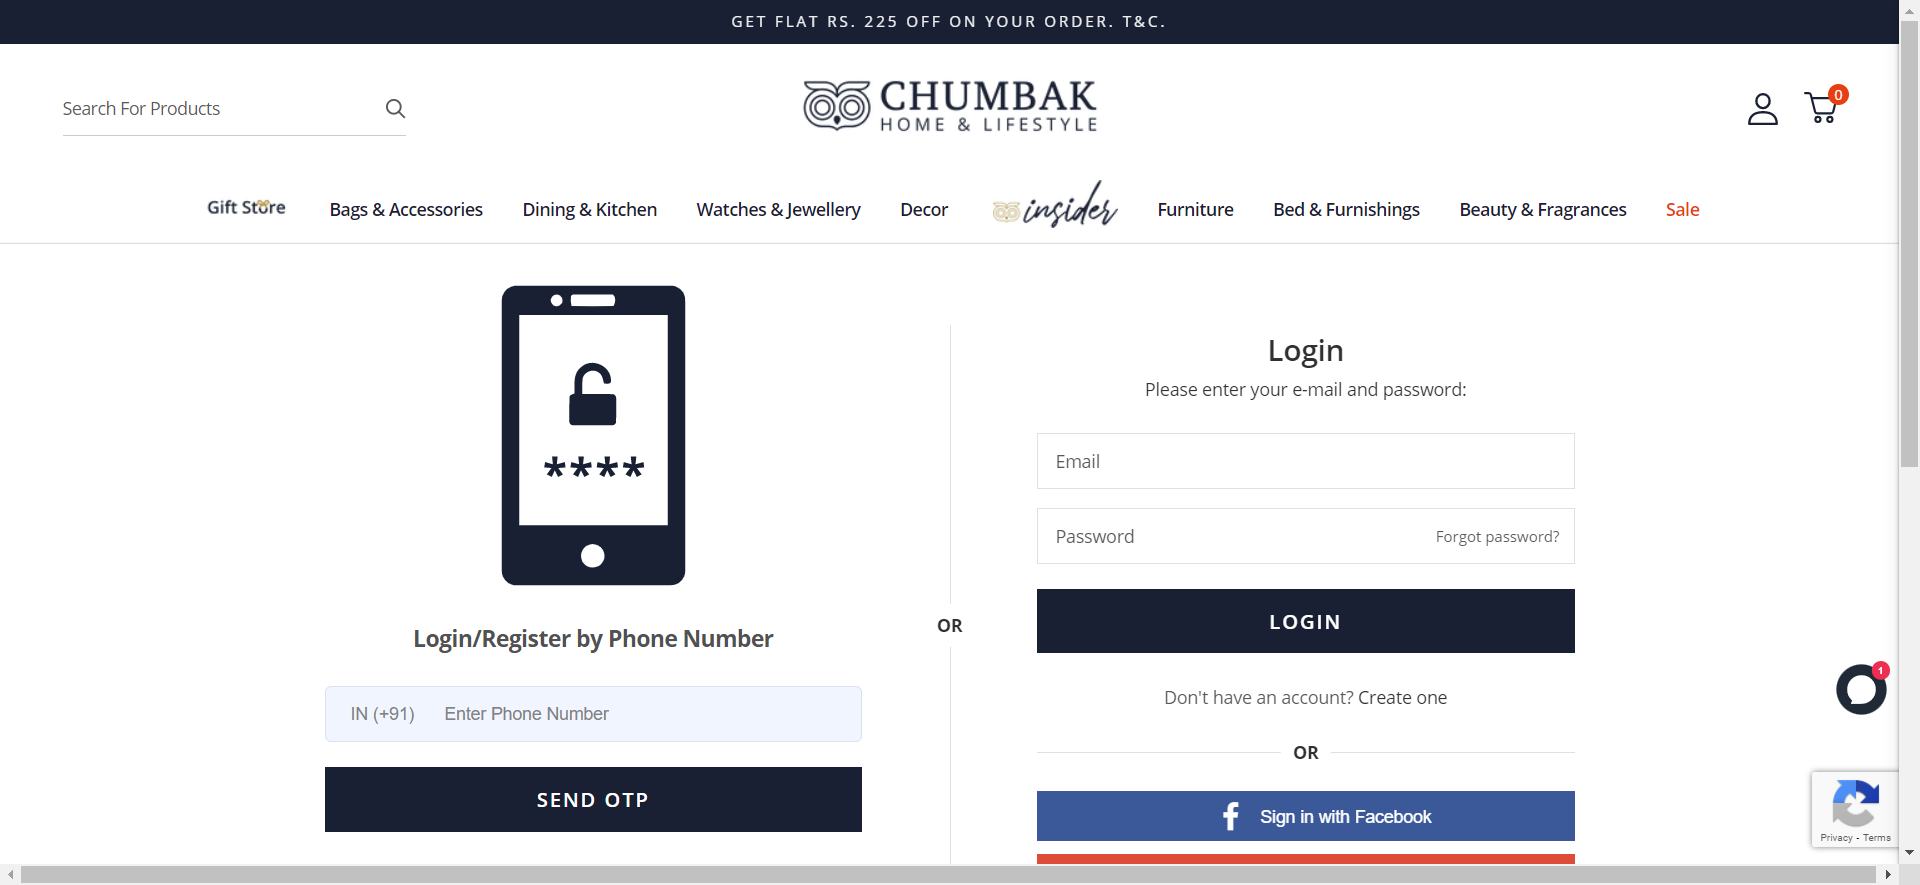 GET FLAT RS. 225 OFF ON YOUR ORDER. T&C.
Search For Products
CHUMBAK
HOME & LIFESTYLE
0
Gift Store
Bags & Accessories
Dining & Kitchen
Watches & Jewellery
Decor
insider
Furniture
Bed & Furnishings
Beauty & Fragrances
Sale
****
Login/Register by Phone Number
IN (+91)
Enter Phone Number
SEND OTP
OR
Login
Please enter your e-mail and password:
Email
Password
Forgot password?
LOGIN
Don't have an account? Create one
OR
Sign in with Facebook
1
Privacy - Terms